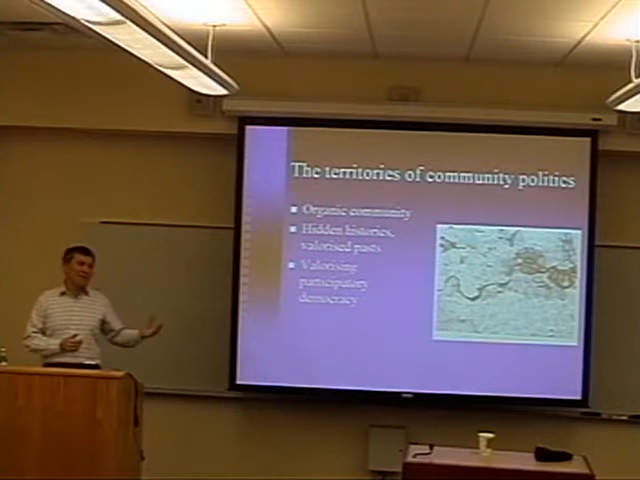 The territories of community politics
Organic community
Hidden histories,
valorised pasts
Valorising
participatory
democracy